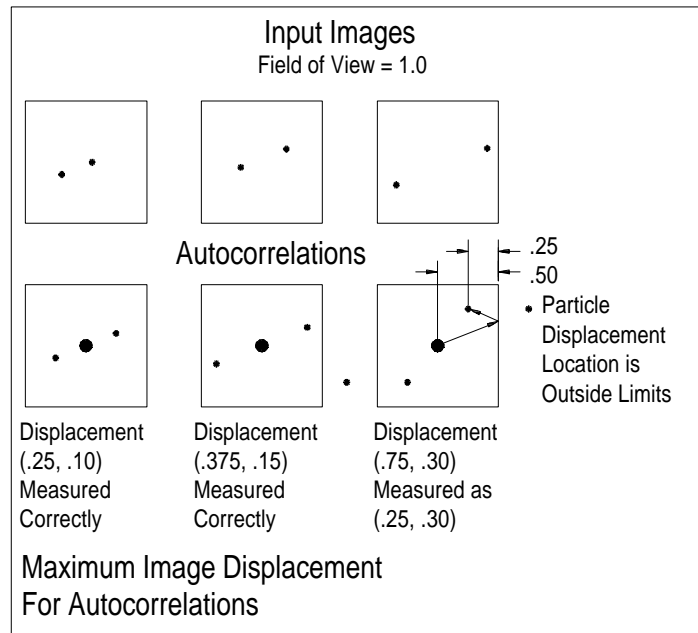 Input Images
Field of View = 1.0
Autocorrelations
.25
.50
Particle
Displacement
Location is
Outside Limits
Displacement
(.25, .10)
Measured
Correctly
Displacement
(.375, .15)
Measured
Correctly
Displacement
(.75, .30)
Measured as
(.25, .30)
Maximum Image Displacement
For Autocorrelations